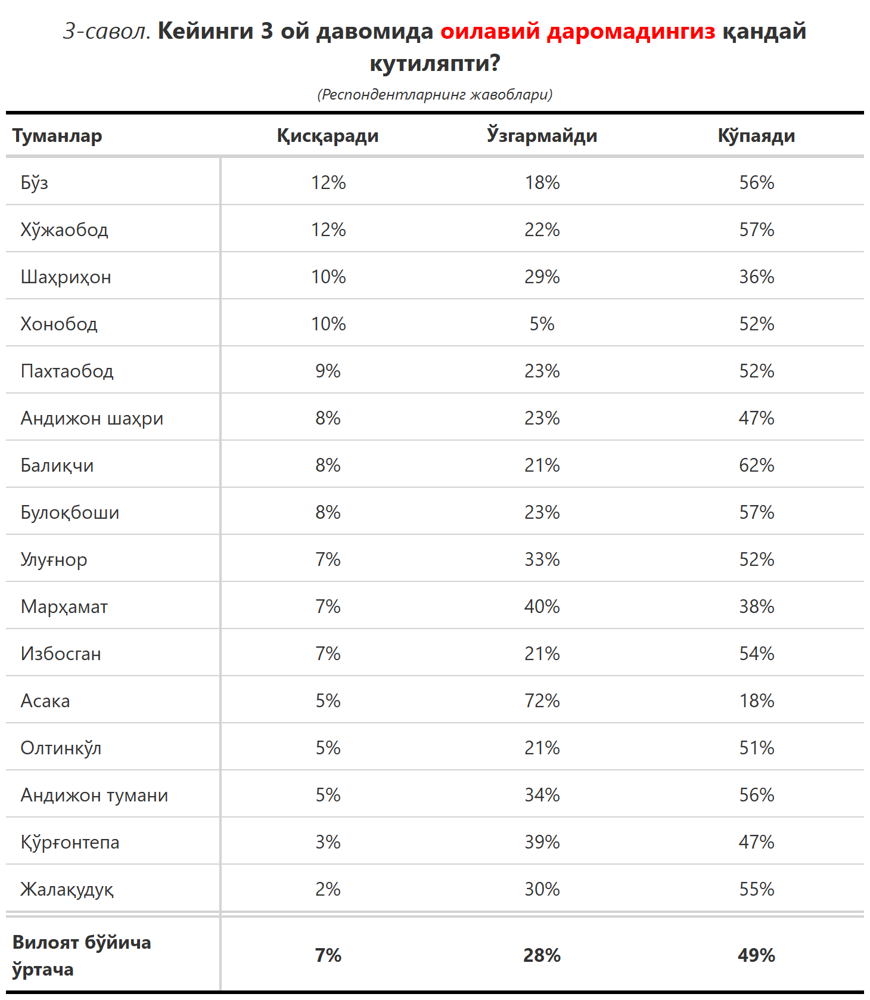 3-савол. Кейинги 3 ой давомида оилавий даромадингиз қандай
кутиляпти?
(Респондентларнинг жавоблари)
Туманлар Қисқаради Ўзгармайди Кўпаяди
Бўз 12% 18% 56%
Хўжаобод 12% 22% 57%
Шаҳриҳон 10% 29% 36%
Хонобод 10% 5% 52%
Пахтаобод 9% 23% 52%
Андижон шаҳри 8% 23% 47%
Балиқчи 8% 21% 62%
Булоқбоши 8% 23% 57%
Улуғнор 7% 33% 52%
Марҳамат 7% 40% 38%
Избосган 7% 21% 54%
Асака 5% 72% 18%
Олтинкўл 5% 21% 51%
Андижон тумани 5% 34% 56%
Қўрғонтепа 3% 39% 47%
Жалақудуқ 2% 30% 55%
Вилоят бўйича
ўртача 7% 28% 49%